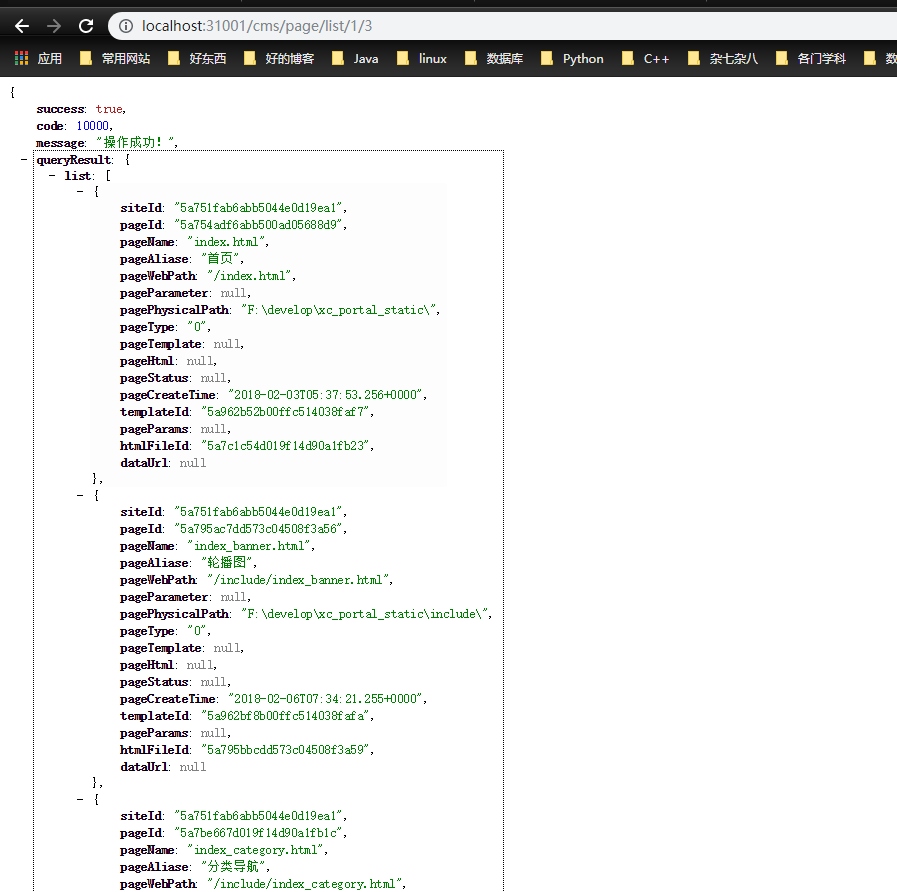 localhost:31001/cms/page/list/1/3
应用 常用网站 好东西 好的博客 Java linux 数据库 Python C++ 杂七杂八 各门学科 数
{
success: true,
code: 10000,
message: "操作成功！",
− queryResult: {
− list: [
− {
siteId: "5a751fab6abb5044e0d19ea1",
pageId: "5a754adf6abb500ad05688d9",
pageName: "index.html",
pageAliase: "首页",
pageWebPath: "/index.html",
pageParameter: null,
pagePhysicalPath: "F:\develop\xc_portal_static\",
pageType: "0",
pageTemplate: null,
pageHtml: null,
pageStatus: null,
pageCreateTime: "2018-02-03T05:37:53.256+0000",
templateId: "5a962b52b00ffc514038faf7",
pageParams: null,
htmlFileId: "5a7c1c54d019f14d90a1fb23",
dataUrl: null
},
− {
siteId: "5a751fab6abb5044e0d19ea1",
pageId: "5a795ac7dd573c04508f3a56",
pageName: "index_banner.html",
pageAliase: "轮播图",
pageWebPath: "/include/index_banner.html",
pageParameter: null,
pagePhysicalPath: "F:\develop\xc_portal_static\include\",
pageType: "0",
pageTemplate: null,
pageHtml: null,
pageStatus: null,
pageCreateTime: "2018-02-06T07:34:21.255+0000",
templateId: "5a962bf8b00ffc514038fafa",
pageParams: null,
htmlFileId: "5a795bbcdd573c04508f3a59",
dataUrl: null
},
− {
siteId: "5a751fab6abb5044e0d19ea1",
pageId: "5a7be667d019f14d90a1fb1c",
pageName: "index_category.html",
pageAliase: "分类导航",
pageWebPath: "/include/index_category.html",